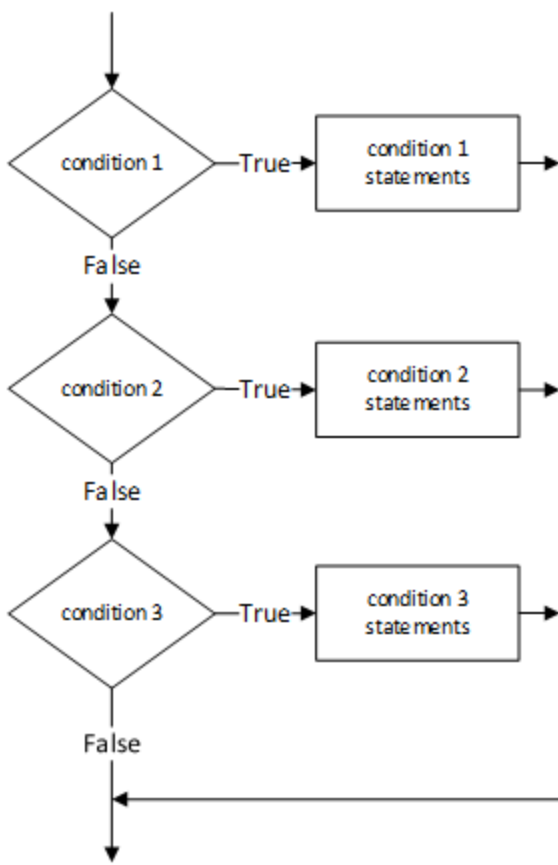 condition 1
True
condition 1
statements
False
condition 2
True
condition 2
statements
False
condition 3
True
condition 3
statements
False